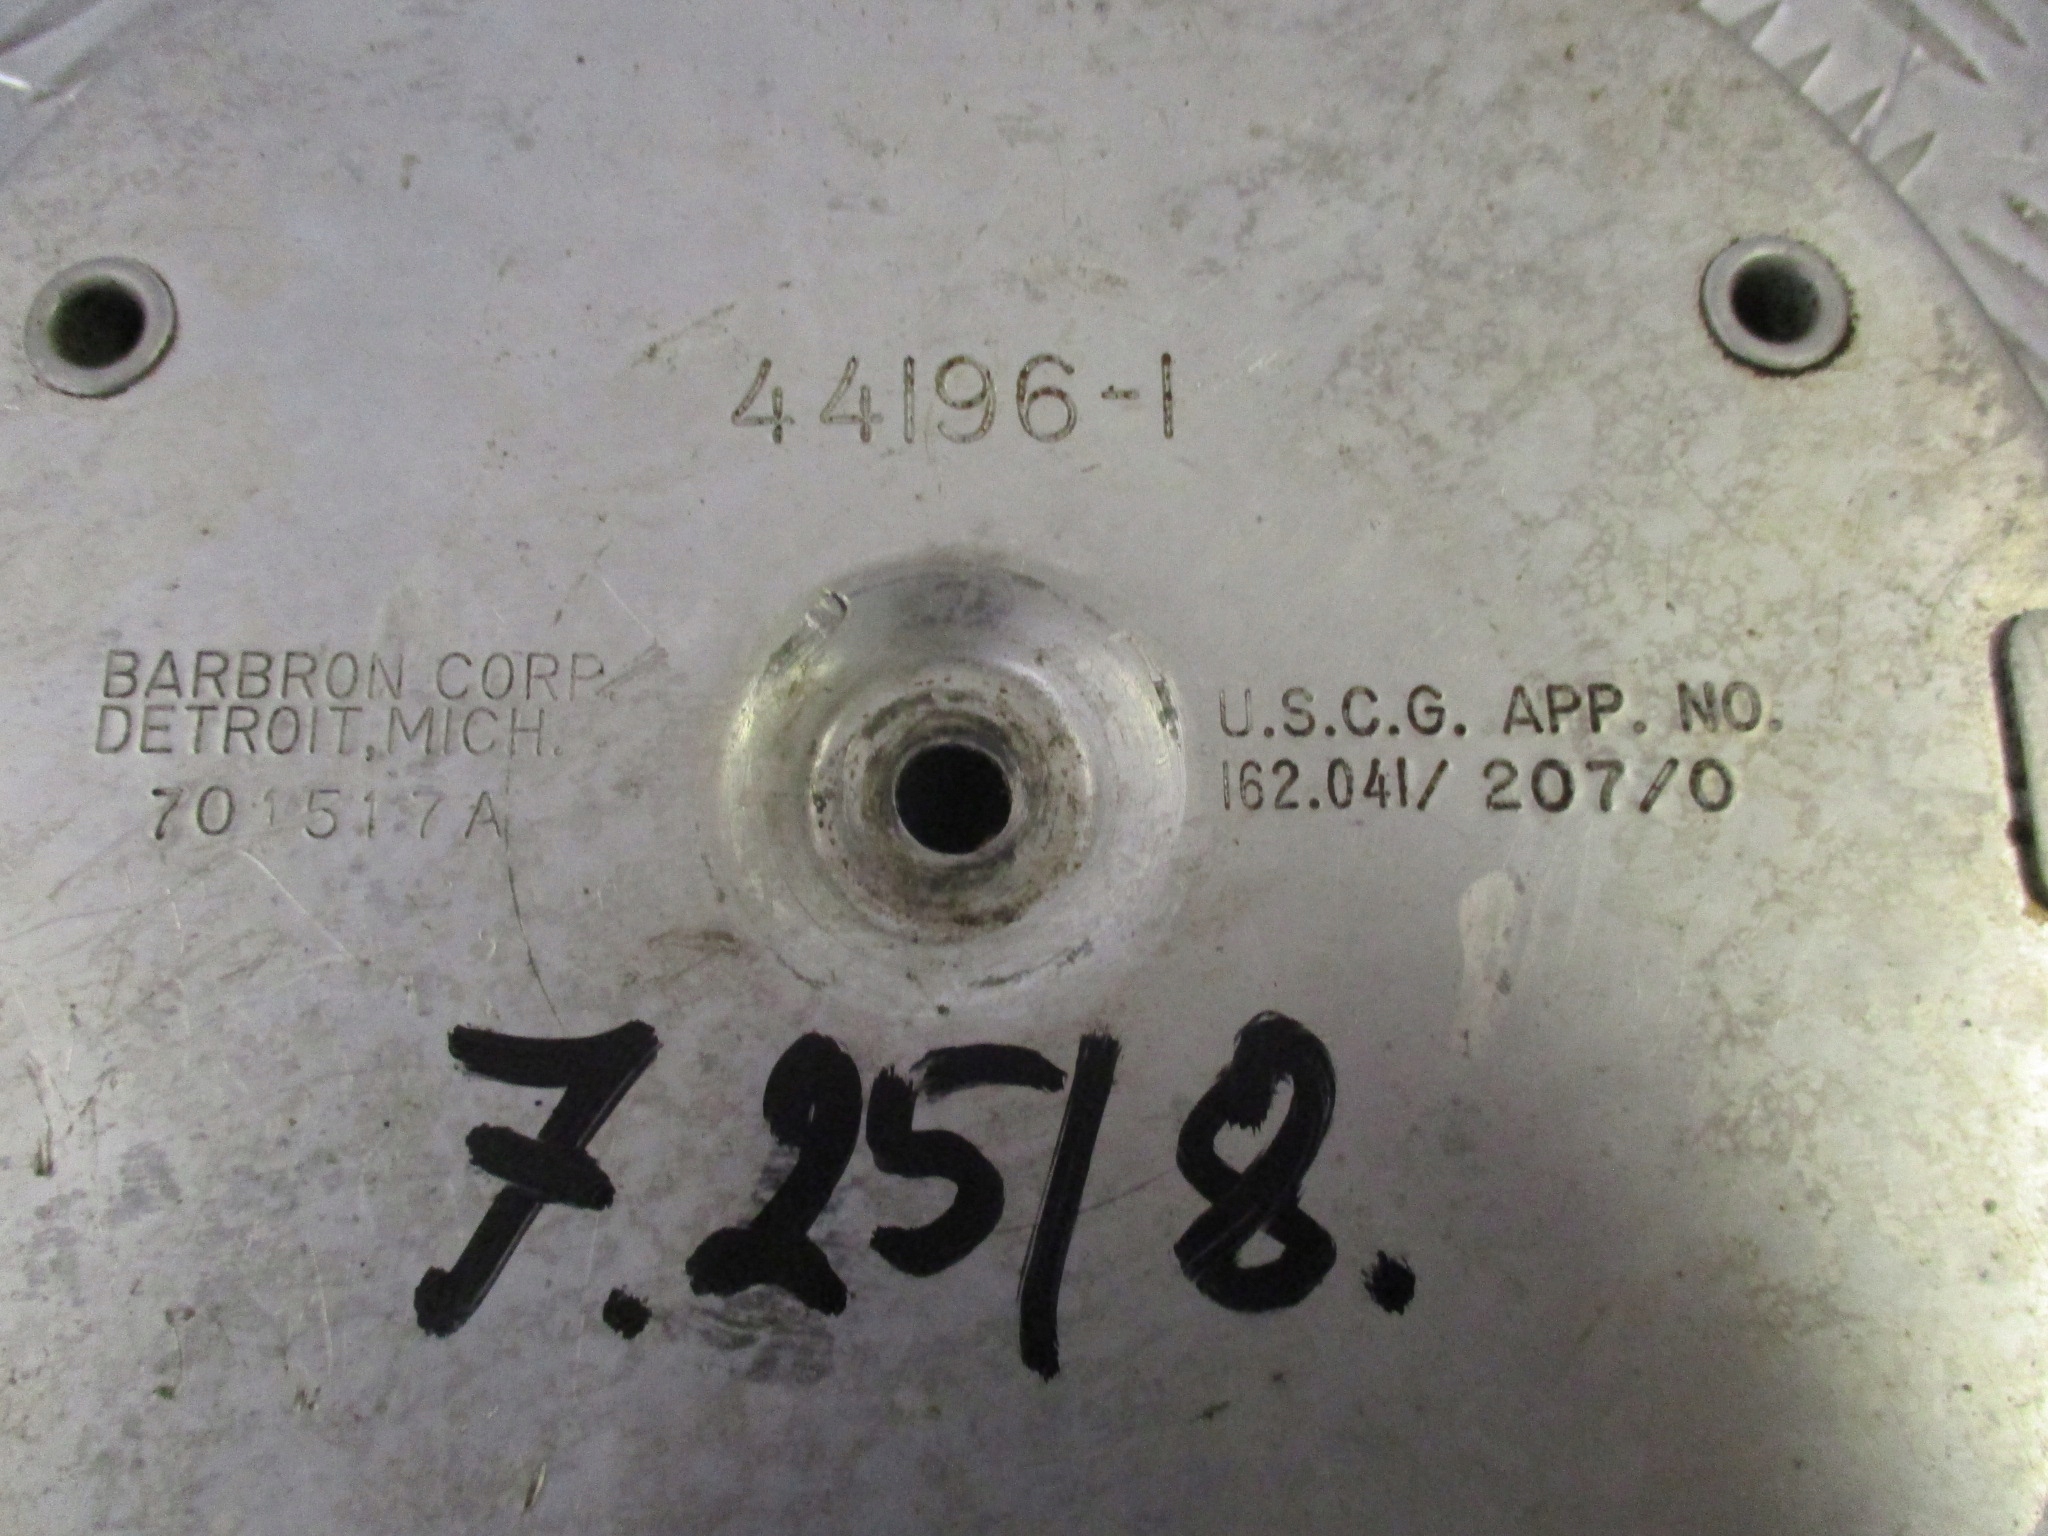 44196-1
BARBRON CORP.
DETROIT, MICH.
701517A
U.S.C.G. APP. NO.
162.041/ 207/0
7.25/8.